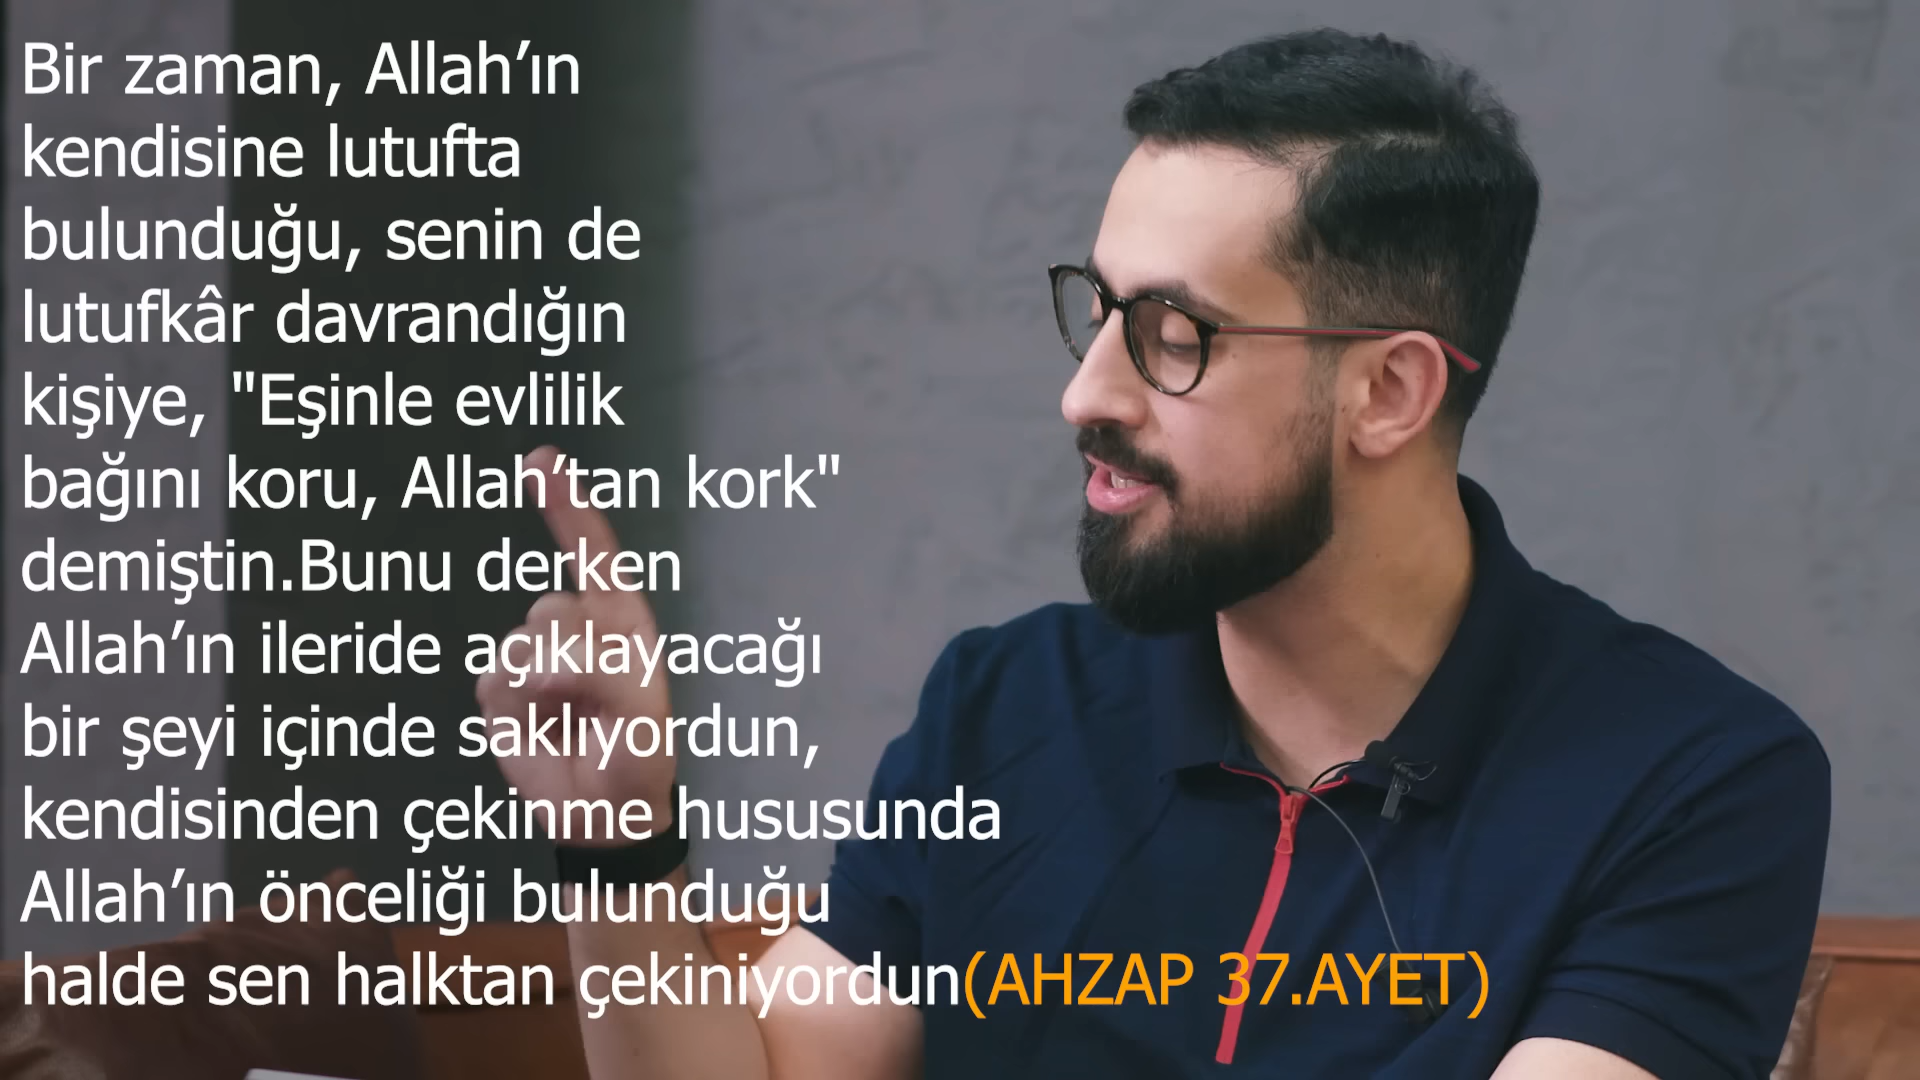 Bir zaman, Allah’ın
kendisine lutufta
bulunduğu, senin de
lutufkâr davrandığın
kişiye, "Eşinle evlilik
bağını koru, Allah’tan kork"
demiştin.Bunu derken
Allah’ın ileride açıklayacağı
bir şeyi içinde saklıyordun,
kendisinden çekinme hususunda
Allah’ın önceliği bulunduğu
halde sen halktan çekiniyordun(AHZAP 37.AYET)